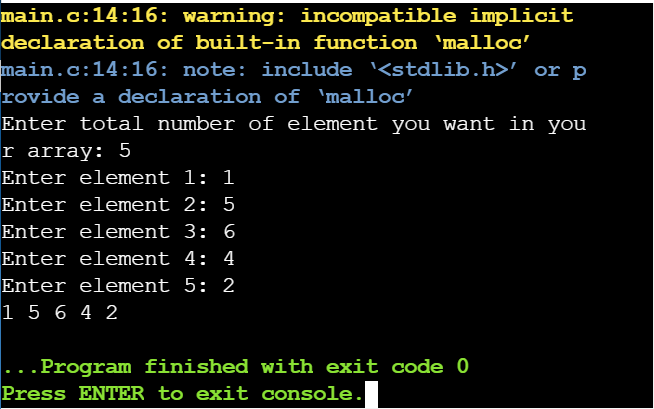 main.c:14:16: warning: incompatible implicit
declaration of built-in function ‘malloc’
main.c:14:16: note: include ‘<stdlib.h>’ or p
rovide a declaration of ‘malloc’
Enter total number of element you want in you
r array: 5
Enter element 1: 1
Enter element 2: 5
Enter element 3: 6
Enter element 4: 4
Enter element 5: 2
1 5 6 4 2
...Program finished with exit code 0
Press ENTER to exit console.